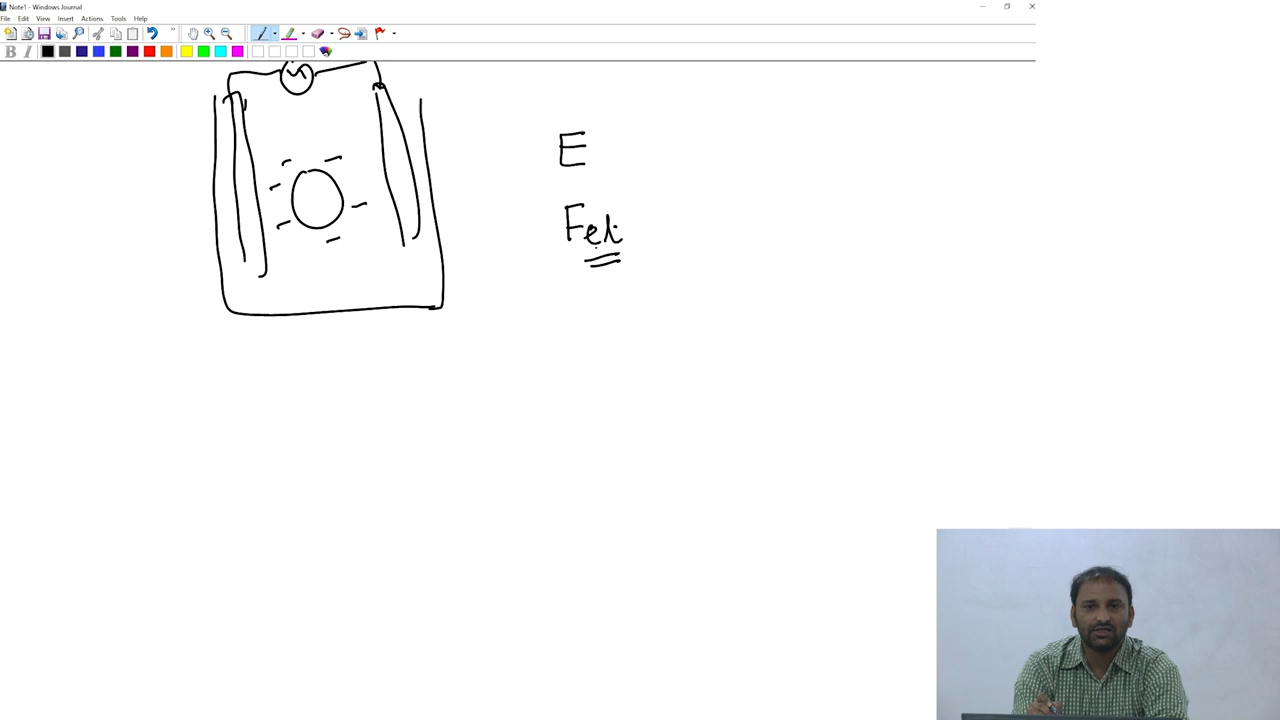 Note1 - Windows Journal
File Edit View Insert Actions Tools Help
B I
E
Fel